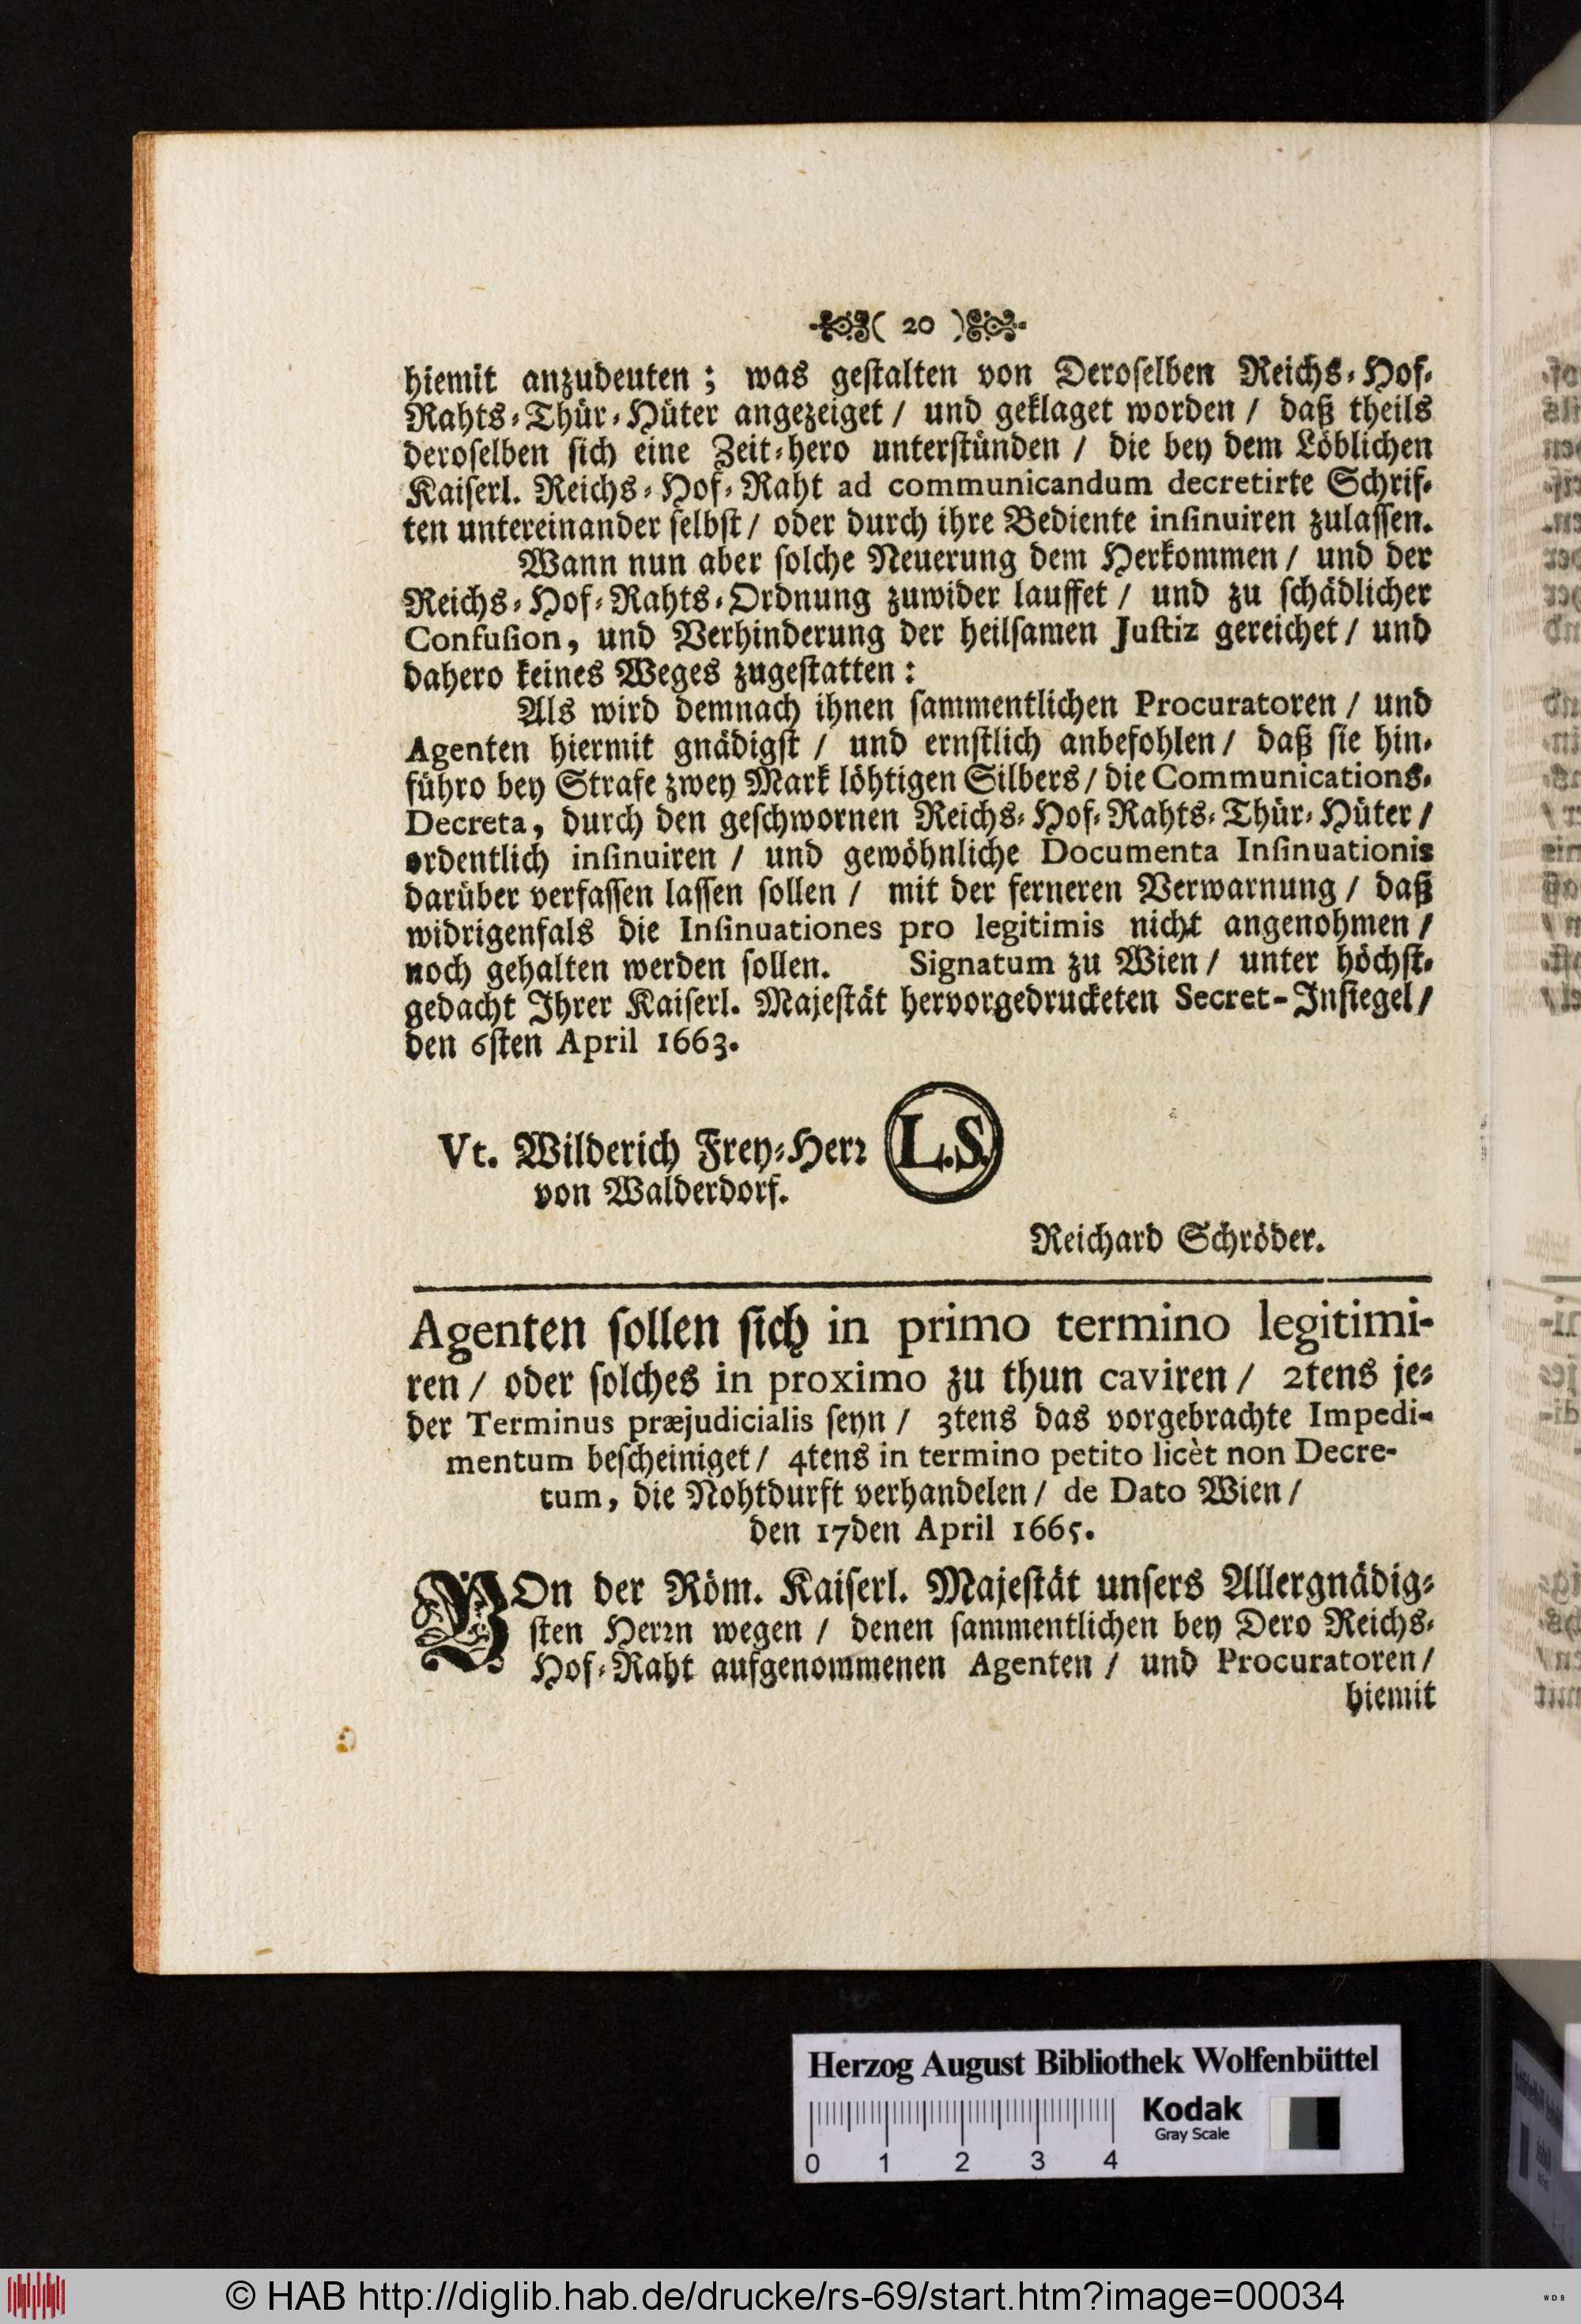 ( 20 )
hiemit anzudeuten; was gestalten von Deroselben Reichs-Hof-
Rahts-Thür-Hüter angezeiget / und geklaget worden / daß theils
deroselben sich eine Zeit-hero unterstünden / die bey dem Löblichen
Kaiserl. Reichs-Hof-Raht ad communicandum decretirte Schrif-
ten untereinander selbst / oder durch ihre Bediente insinuiren zulassen.
Wann nun aber solche Neuerung dem Herkommen / und der
Reichs-Hof-Rahts-Ordnung zuwider lauffet / und zu schädlicher
Confusion, und Verhinderung der heilsamen Justiz gereichet / und
dahero keines Weges zugestatten:
Als wird demnach ihnen sammentlichen Procuratoren / und
Agenten hiermit gnädigst / und ernstlich anbefohlen / daß sie hin-
führo bey Strafe zwey Mark löhtigen Silbers / die Communications-
Decreta, durch den geschwornen Reichs-Hof-Rahts-Thür-Hüter /
ordentlich insinuiren / und gewöhnliche Documenta Insinuationis
darüber verfassen lassen sollen / mit der ferneren Verwarnung / daß
widrigenfals die Insinuationes pro legitimis nicht angenohmen /
noch gehalten werden sollen. Signatum zu Wien / unter höchst-
gedacht Ihrer Kaiserl. Majestät hervorgedrucketen Secret-Insiegel /
den 6sten April 1663.
Vt. Wilderich Frey-Herr
von Walderdorf.
L.S.
Reichard Schröder.
Agenten sollen sich in primo termino legitimi-
ren / oder solches in proximo zu thun caviren / 2tens je-
der Terminus præjudicialis seyn / 3tens das vorgebrachte Impedi-
mentum bescheiniget / 4tens in termino petito licèt non Decre-
tum, die Nohtdurft verhandelen / de Dato Wien /
den 17den April 1665.
VOn der Röm. Kaiserl. Majestät unsers Allergnädig-
sten Herrn wegen / denen sammentlichen bey Dero Reichs-
Hof-Raht aufgenommenen Agenten / und Procuratoren /
hiemit
Herzog August Bibliothek Wolfenbüttel
Kodak
Gray Scale
0 1 2 3 4
© HAB http://diglib.hab.de/drucke/rs-69/start.htm?image=00034
WDB